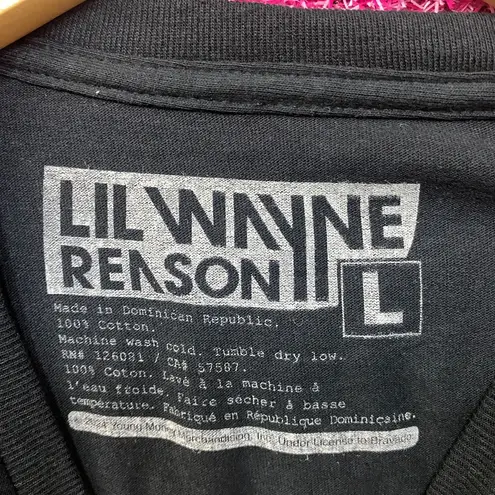 LIL WAYNE
REASON
L
Made in Dominican Republic.
100% Cotton.
Machine wash cold. Tumble dry low.
RN# 126081 / CA# 57587.
100% Coton. Lavé à la machine à
l'eau froide. Faire sécher à basse
température. Fabriqué en République Dominicaine.
© 2024 Young Money Merchandising, Inc. Under License to Bravado